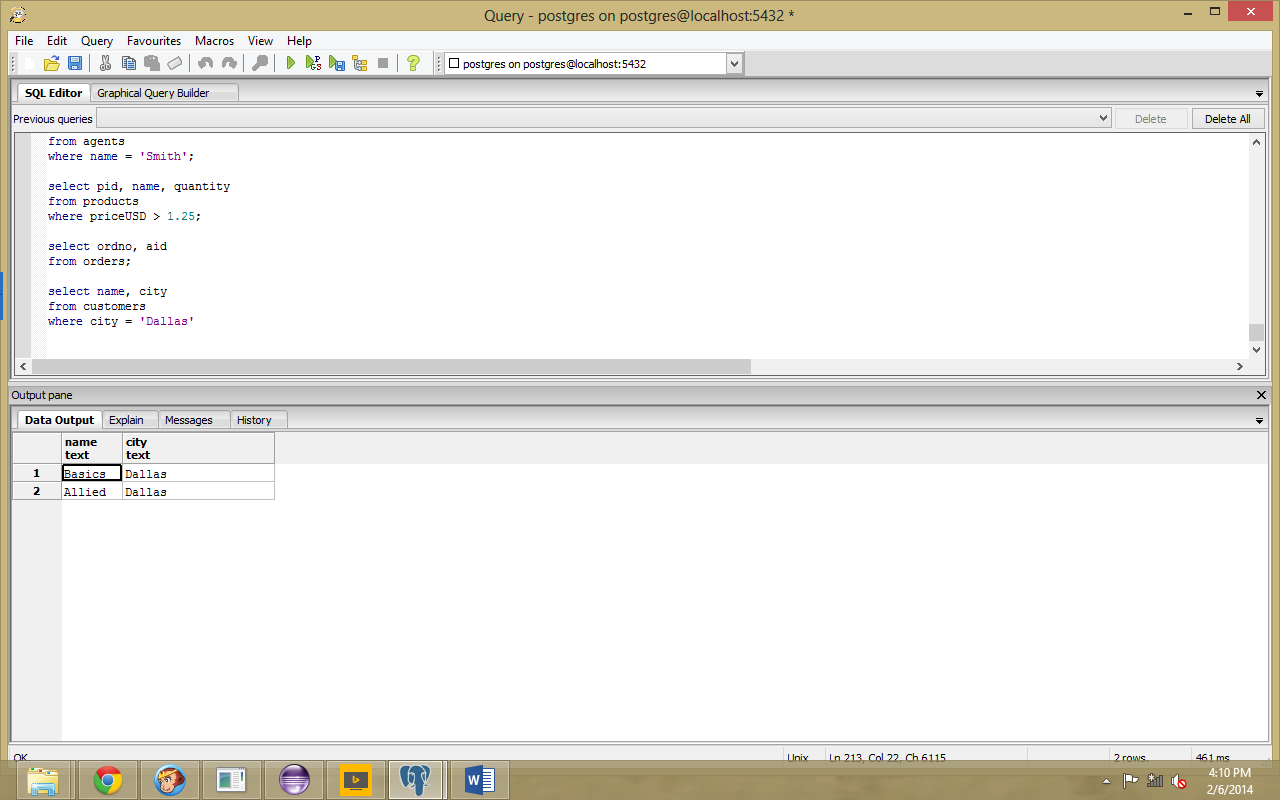 Query - postgres on postgres@localhost:5432 *
File Edit Query Favourites Macros View Help
postgres on postgres@localhost:5432
SQL Editor Graphical Query Builder
Previous queries Delete Delete All
from agents
where name = 'Smith';
select pid, name, quantity
from products
where priceUSD > 1.25;
select ordno, aid
from orders;
select name, city
from customers
where city = 'Dallas'
Output pane
Data Output Explain Messages History
name city
text text
1 Basics Dallas
2 Allied Dallas
OK. Unix Ln 213, Col 22, Ch 6115 2 rows. 461 ms
4:10 PM
2/6/2014